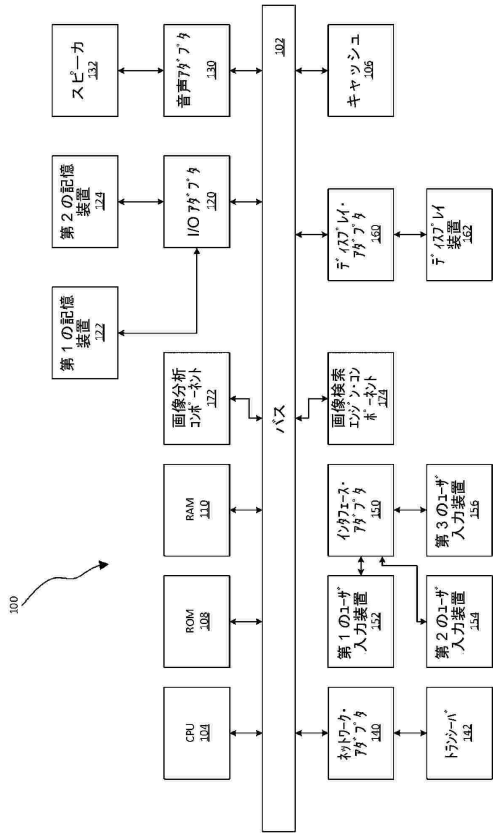 100
CPU
104
ROM
108
RAM
110
画像分析
コンポーネント
172
第1の記憶
装置
122
第2の記憶
装置
124
I/Oアダプタ
120
スピーカ
132
音声アダプタ
130
バス
102
ネットワーク・
アダプタ
140
トランシーバ
142
第1のユーザ
入力装置
152
第2のユーザ
入力装置
154
インタフェース・
アダプタ
150
第3のユーザ
入力装置
156
画像検索
エンジン・コン
ポーネント
174
ディスプレイ・
アダプタ
160
ディスプレイ
装置
162
キャッシュ
106